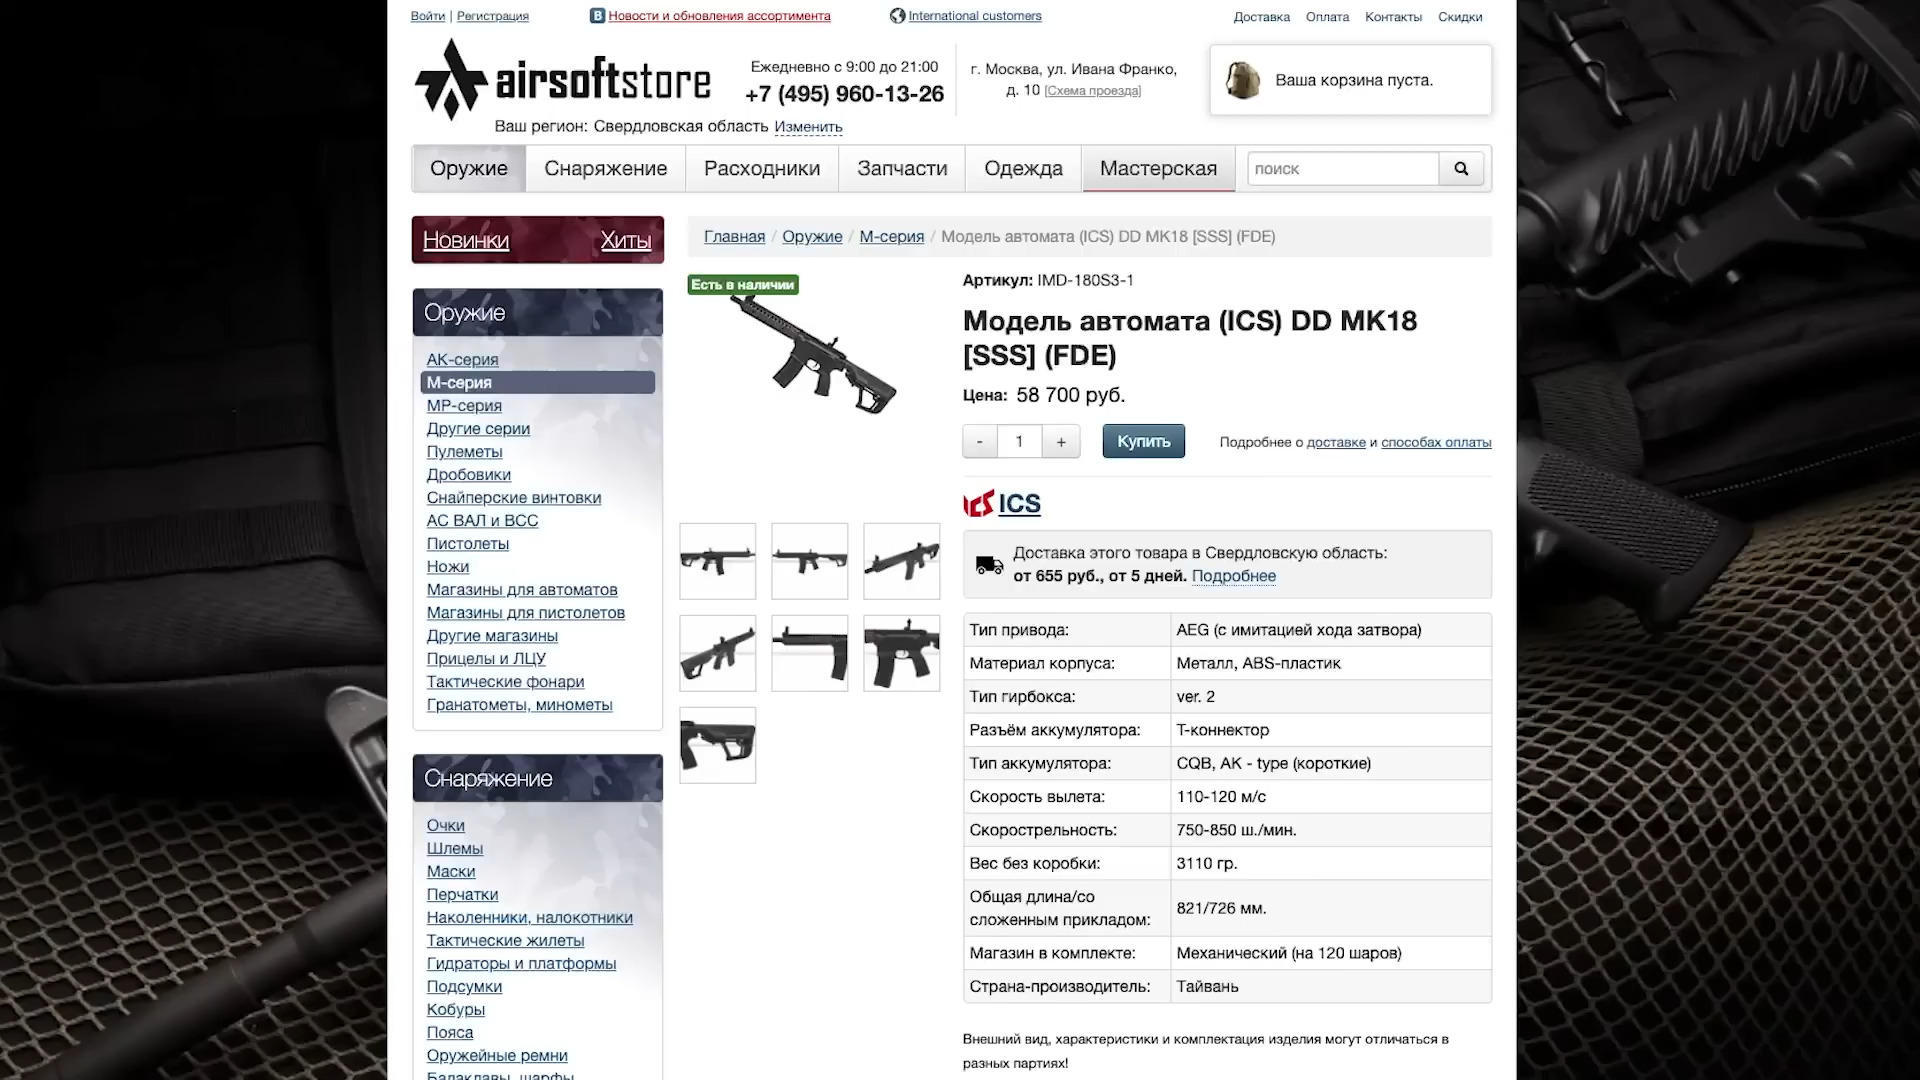 Войти | Регистрация
В Новости и обновления ассортимента
International customers
Доставка Оплата Контакты Скидки
airsoftstore
Ежедневно с 9:00 до 21:00
+7 (495) 960-13-26
г. Москва, ул. Ивана Франко,
д. 10 [Схема проезда]
Ваша корзина пуста.
Ваш регион: Свердловская область Изменить
Оружие Снаряжение Расходники Запчасти Одежда Мастерская поиск
Новинки Хиты
Главная / Оружие / М-серия / Модель автомата (ICS) DD MK18 [SSS] (FDE)
Оружие
АК-серия
М-серия
МР-серия
Другие серии
Пулеметы
Дробовики
Снайперские винтовки
АС ВАЛ и ВСС
Пистолеты
Ножи
Магазины для автоматов
Магазины для пистолетов
Другие магазины
Прицелы и ЛЦУ
Тактические фонари
Гранатометы, минометы
Снаряжение
Очки
Шлемы
Маски
Перчатки
Наколенники, налокотники
Тактические жилеты
Гидраторы и платформы
Подсумки
Кобуры
Пояса
Оружейные ремни
Балаклавы, шарфы
Есть в наличии
Артикул: IMD-180S3-1
Модель автомата (ICS) DD MK18
[SSS] (FDE)
Цена: 58 700 руб.
- 1 + Купить Подробнее о доставке и способах оплаты
ICS ICS
Доставка этого товара в Свердловскую область:
от 655 руб., от 5 дней. Подробнее
Тип привода: AEG (с имитацией хода затвора)
Материал корпуса: Металл, ABS-пластик
Тип гирбокса: ver. 2
Разъём аккумулятора: Т-коннектор
Тип аккумулятора: CQB, АК - type (короткие)
Скорость вылета: 110-120 м/с
Скорострельность: 750-850 ш./мин.
Вес без коробки: 3110 гр.
Общая длина/со
сложенным прикладом: 821/726 мм.
Магазин в комплекте: Механический (на 120 шаров)
Страна-производитель: Тайвань
Внешний вид, характеристики и комплектация изделия могут отличаться в
разных партиях!